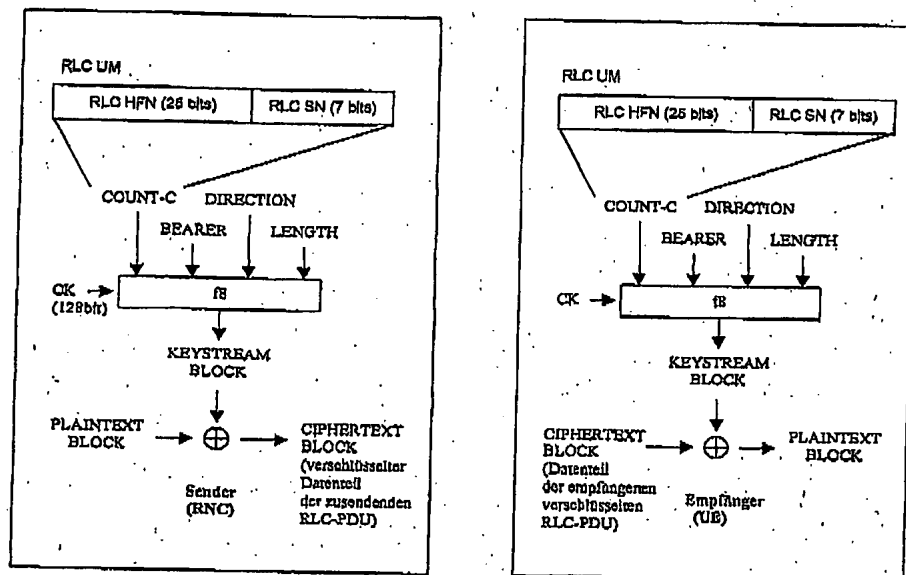 RLC UM
RLC HFN (25 bits) RLC SN (7 bits)
COUNT-C DIRECTION
BEARER LENGTH
CK
(128bit)
f8
KEYSTREAM
BLOCK
PLAINTEXT
BLOCK
CIPHERTEXT
BLOCK
(verschlüsselter
Datenteil
der zusendenden
RLC-PDU)
Sender
(RNC)
RLC UM
RLC HFN (25 bits) RLC SN (7 bits)
COUNT-C DIRECTION
BEARER LENGTH
CK
f8
KEYSTREAM
BLOCK
CIPHERTEXT
BLOCK
(Datenteil
der empfangenen
verschlüsselten
RLC-PDU)
PLAINTEXT
BLOCK
Empfänger
(UE)